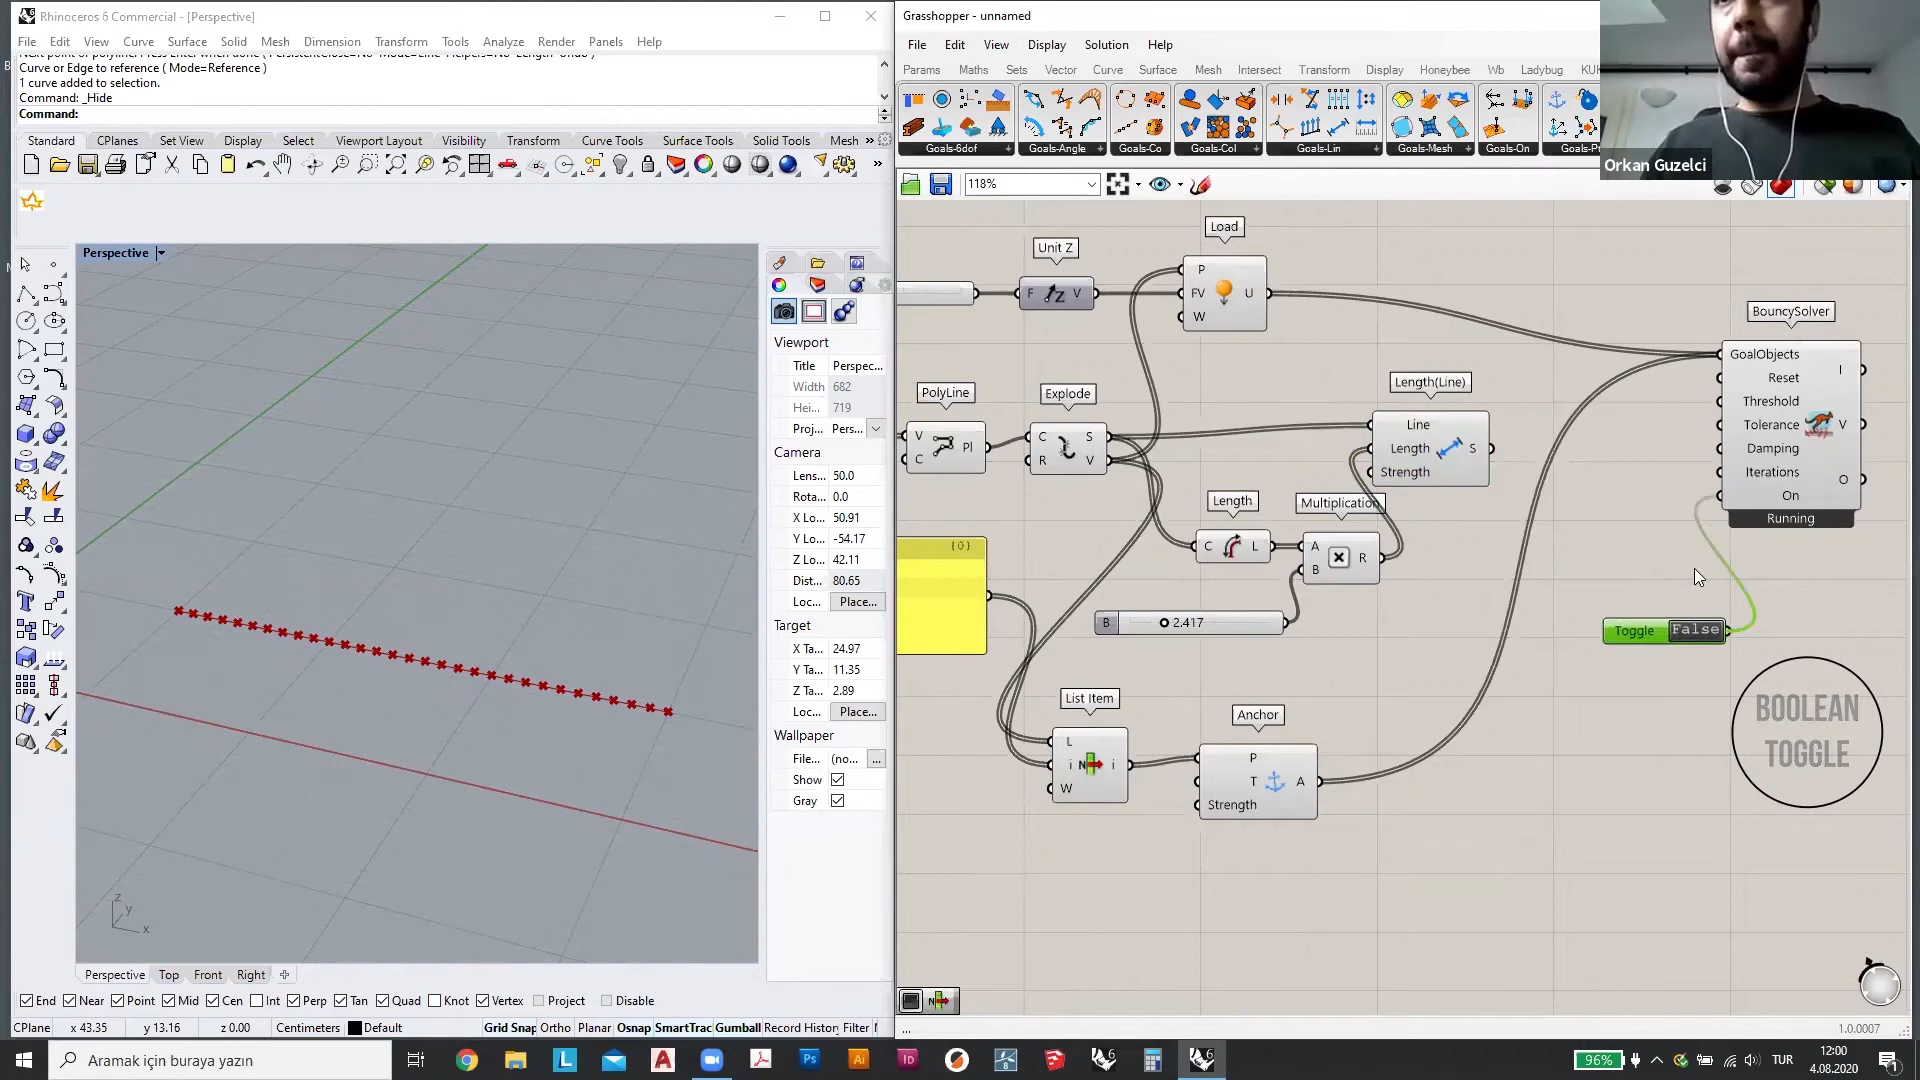 Rhinoceros 6 Commercial - [Perspective]
File Edit View Curve Surface Solid Mesh Dimension Transform Tools Analyze Render Panels Help
Curve or Edge to reference ( Mode=Reference )
1 curve added to selection.
Command: _Hide
Command:
Standard CPlanes Set View Display Select Viewport Layout Visibility Transform Curve Tools Surface Tools Solid Tools Mesh »
Perspective
Viewport
Title Perspec...
Width 682
Hei... 719
Proj... Pers...
Camera
Lens... 50.0
Rota... 0.0
X Lo... 50.91
Y Lo... -54.17
Z Lo... 42.11
Dist... 80.65
Loc... Place...
Target
X Ta... 24.97
Y Ta... 11.35
Z Ta... 2.89
Loc... Place...
Wallpaper
File... (no... ...
Show
Gray
z
y
x
Perspective Top Front Right
End Near Point Mid Cen Int Perp Tan Quad Knot Vertex Project Disable
CPlane x 43.35 y 13.16 z 0.00 Centimeters Default Grid Snap Ortho Planar Osnap SmartTrac Gumball Record History Filter
Grasshopper - unnamed
File Edit View Display Solution Help
Params Maths Sets Vector Curve Surface Mesh Intersect Transform Display Honeybee Wb Ladybug KUK
Goals-6dof Goals-Angle Goals-Co Goals-Col Goals-Lin Goals-Mesh Goals-On Goals-P
Orkan Guzelci
118%
Load
Unit Z
P
F V FV U
W
BouncySolver
GoalObjects
Reset I
Threshold
Tolerance V
Damping
Iterations O
On
Running
Length(Line)
Line
Length S
Strength
PolyLine Explode
V Pl C S
C R V
Length Multiplication
C L A
B R
{0}
B 2.417
Toggle False
BOOLEAN
TOGGLE
List Item
L
i i
W
Anchor
P
T A
Strength
...
1.0.0007
Aramak için buraya yazın
96% TUR 12:00
4.08.2020